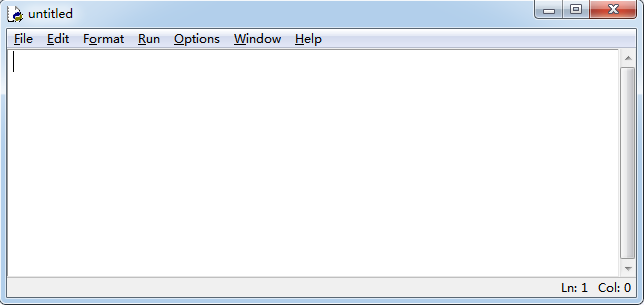 untitled
File Edit Format Run Options Window Help
Ln: 1 Col: 0